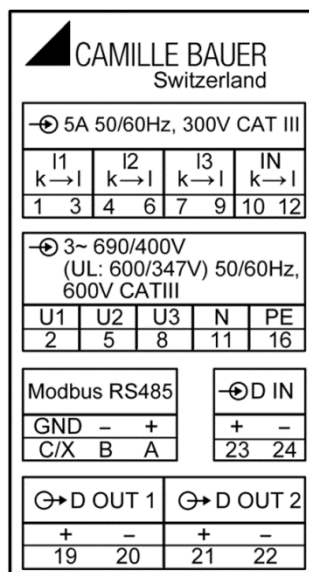 CAMILLE BAUER
Switzerland
5A 50/60Hz, 300V CAT III
I1 I2 I3 IN
k→l k→l k→l k→l
1 3 4 6 7 9 10 12
3~ 690/400V
(UL: 600/347V) 50/60Hz,
600V CATIII
U1 U2 U3 N PE
2 5 8 11 16
Modbus RS485
GND – +
C/X B A
D IN
+ –
23 24
D OUT 1
+ –
19 20
D OUT 2
+ –
21 22